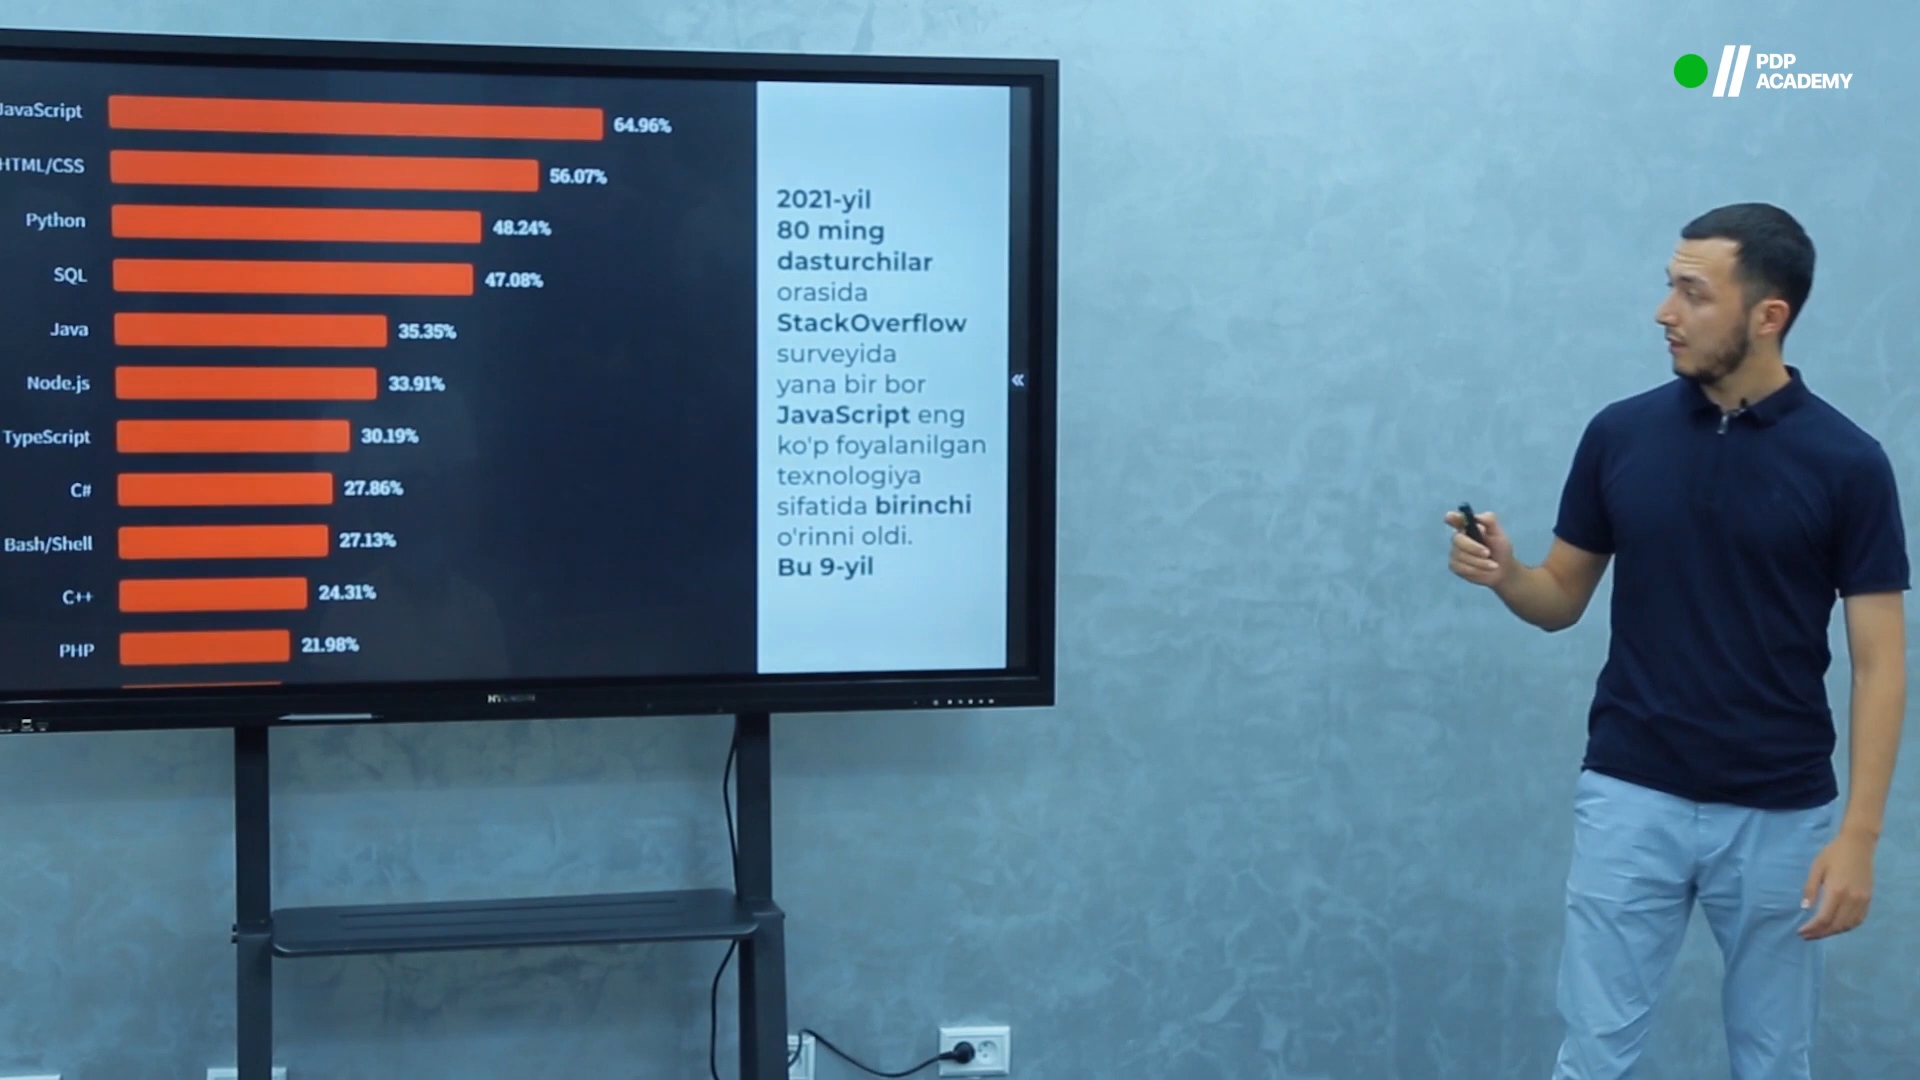 JavaScript 64.96%
HTML/CSS 56.07%
Python 48.24%
SQL 47.08%
Java 35.35%
Node.js 33.91%
TypeScript 30.19%
C# 27.86%
Bash/Shell 27.13%
C++ 24.31%
PHP 21.98%
2021-yil
80 ming
dasturchilar
orasida
StackOverflow
surveyida
yana bir bor
JavaScript eng
ko'p foyalanilgan
texnologiya
sifatida birinchi
o'rinni oldi.
Bu 9-yil
«
HYUNDAI
PDP
ACADEMY